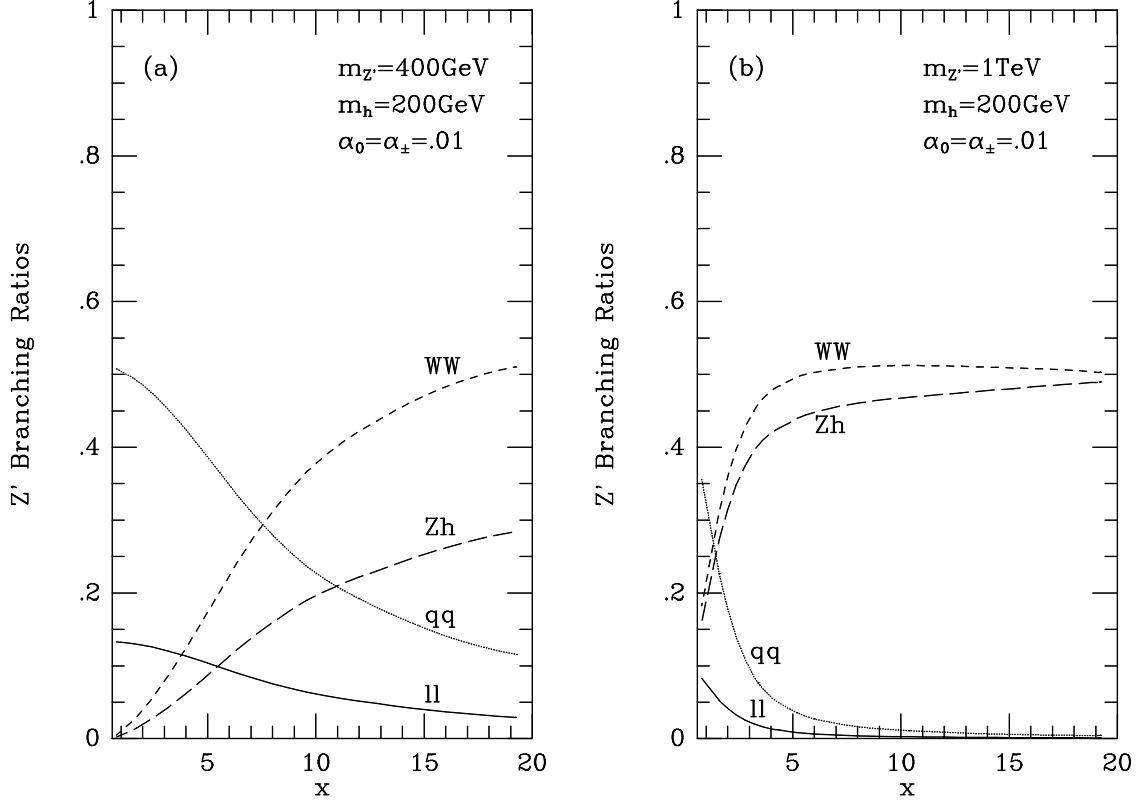 1
.8
.6
.4
.2
0
5
10
15
20
x
Z' Branching Ratios
(a)
m_Z'=400GeV
m_h=200GeV
α_0=α_±=.01
WW
Zh
qq
ll
1
.8
.6
.4
.2
0
5
10
15
20
x
Z' Branching Ratios
(b)
m_Z'=1TeV
m_h=200GeV
α_0=α_±=.01
WW
Zh
qq
ll